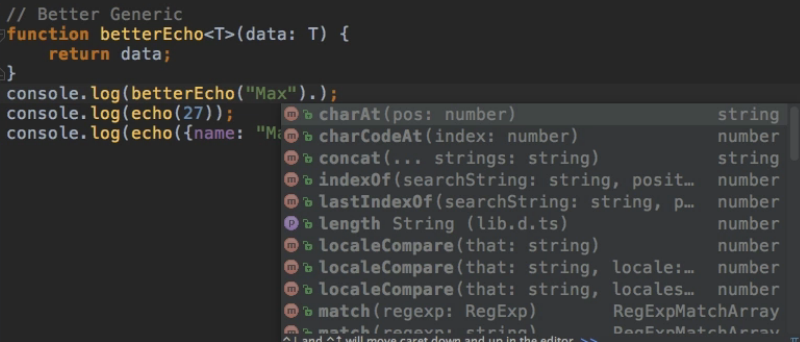 // Better Generic
function betterEcho<T>(data: T) {
return data;
}
console.log(betterEcho("Max").);
console.log(echo(27));
console.log(echo({name: "Ma
charAt(pos: number) string
charCodeAt(index: number) number
concat(... strings: string) string
indexOf(searchString: string, posit… number
lastIndexOf(searchString: string, p… number
length String (lib.d.ts) number
localeCompare(that: string) number
localeCompare(that: string, locale:… number
localeCompare(that: string, locales… number
match(regexp: RegExp) RegExpMatchArray
match(regexp: string) RegExpMatchArray
^↓ and ^↑ will move caret down and up in the editor >>